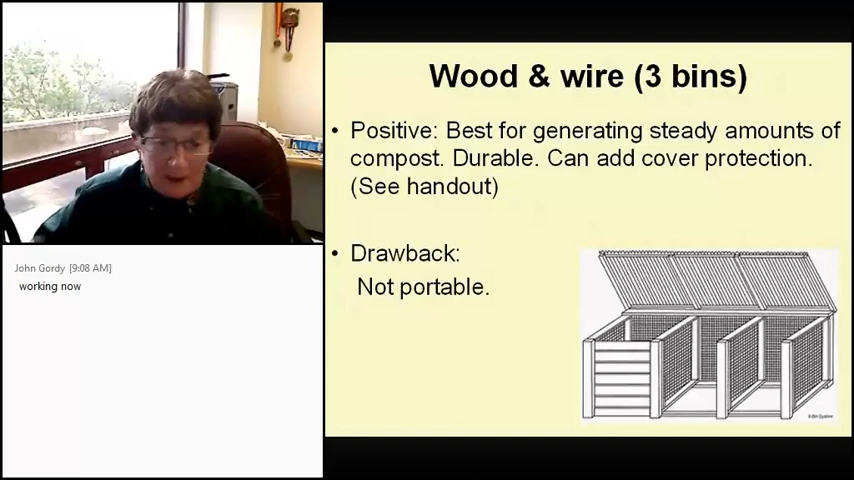 Wood & wire (3 bins)
• Positive: Best for generating steady amounts of
compost. Durable. Can add cover protection.
(See handout)
• Drawback:
Not portable.
John Gordy [9:08 AM]
working now